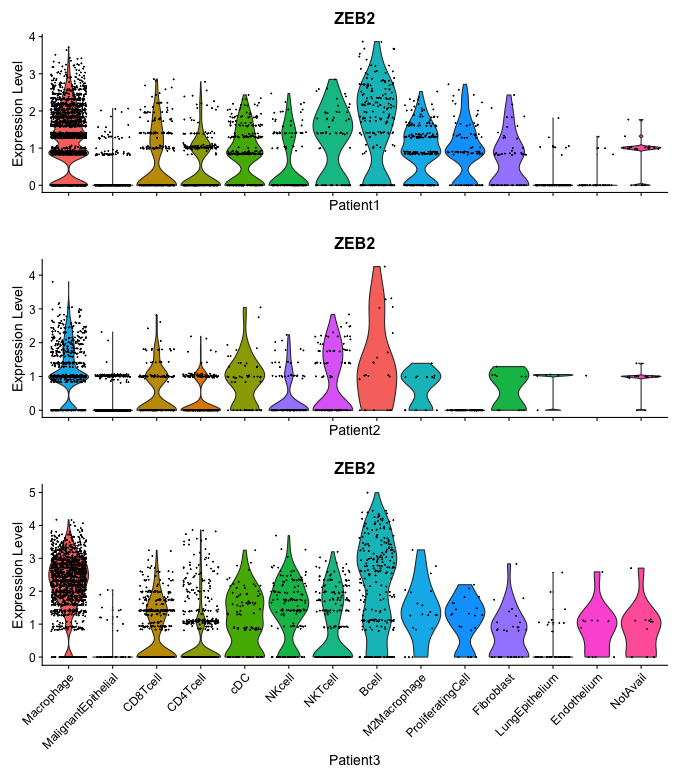 ZEB2
Expression Level
4
3
2
1
0
Patient1
ZEB2
Expression Level
4
3
2
1
0
Patient2
ZEB2
Expression Level
5
4
3
2
1
0
Macrophage
MalignantEpithelial
CD8Tcell
CD4Tcell
cDC
NKcell
NKTcell
Bcell
M2Macrophage
ProliferatingCell
Fibroblast
LungEpithelium
Endothelium
NotAvail
Patient3